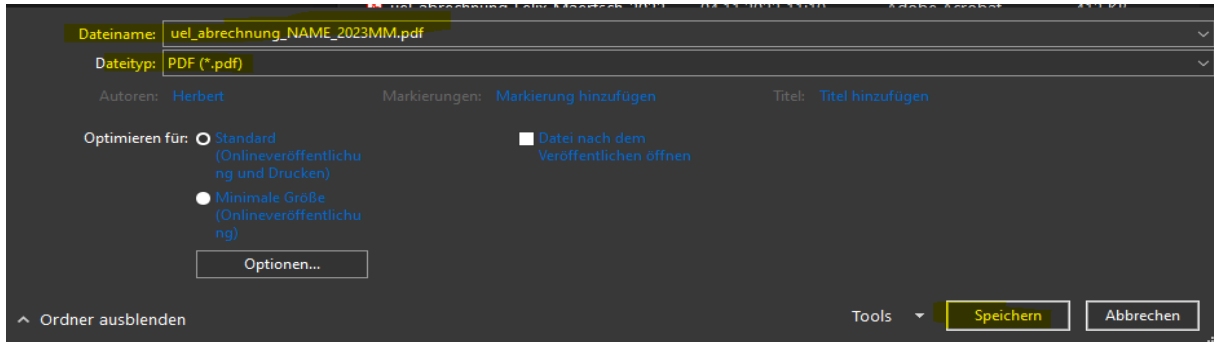 Dateiname: uel_abrechnung_NAME_2023MM.pdf
Dateityp: PDF (*.pdf)
Autoren: Herbert Markierungen: Markierung hinzufügen Titel: Titel hinzufügen
Optimieren für: Standard
(Onlineveröffentlichu
ng und Drucken)
Datei nach dem
Veröffentlichen öffnen
Minimale Größe
(Onlineveröffentlichu
ng)
Optionen...
Ordner ausblenden Tools Speichern Abbrechen